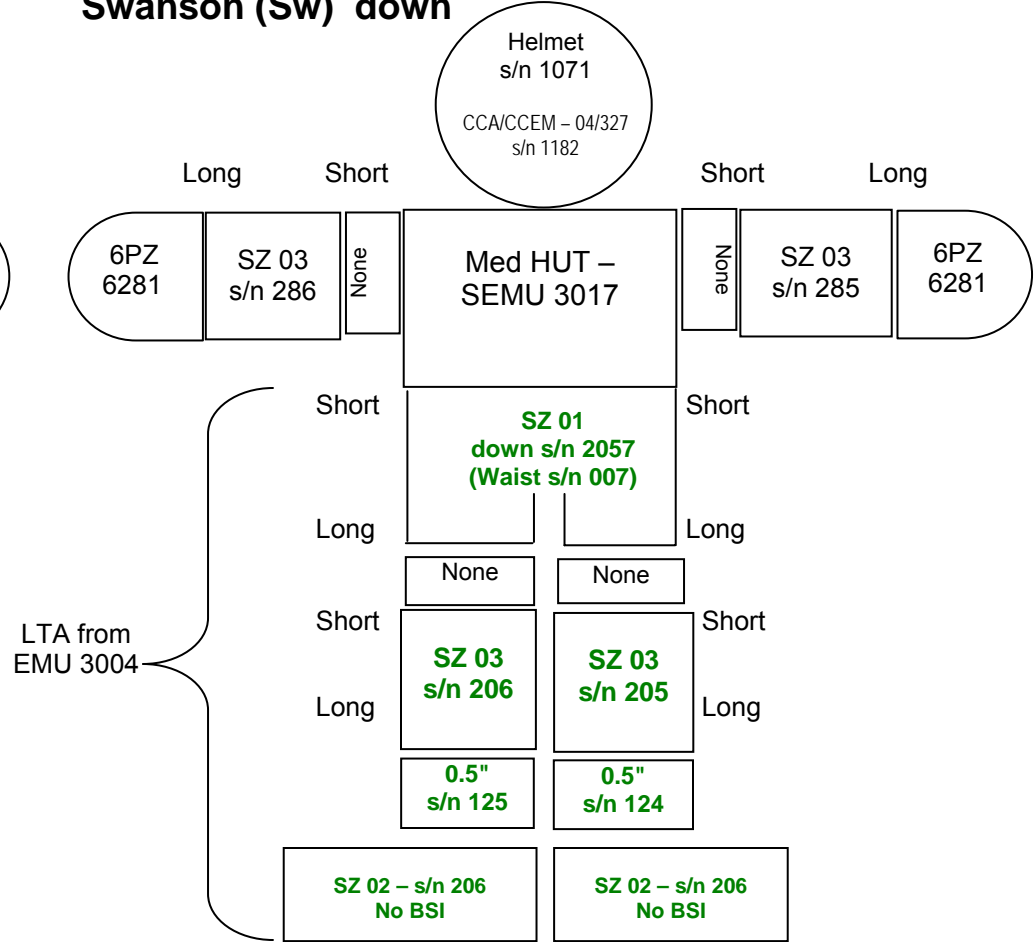 Swanson (Sw) down
Helmet
s/n 1071
CCA/CCEM – 04/327
s/n 1182
Long
Short
Short
Long
6PZ
6281
SZ 03
s/n 286
None
Med HUT –
SEMU 3017
None
SZ 03
s/n 285
6PZ
6281
Short
SZ 01
down s/n 2057
(Waist s/n 007)
Short
Long
Long
None
None
LTA from
EMU 3004
Short
SZ 03
s/n 206
SZ 03
s/n 205
Short
Long
Long
0.5"
s/n 125
0.5"
s/n 124
SZ 02 – s/n 206
No BSI
SZ 02 – s/n 206
No BSI